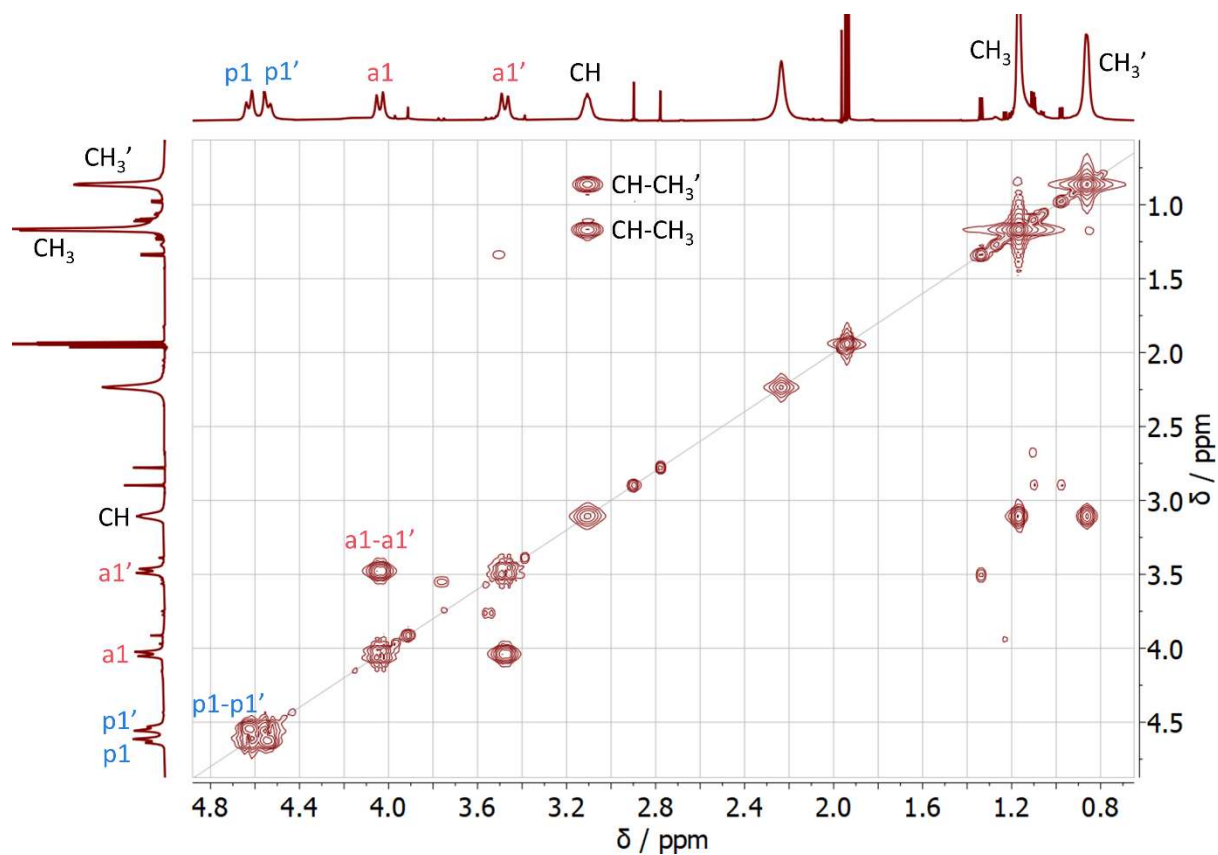 p1 p1’ a1 a1’ CH CH₃ CH₃’
CH₃’
CH₃
CH
a1’
a1
p1’
p1
CH-CH₃’
CH-CH₃
a1-a1’
p1-p1’
1.0
1.5
2.0
2.5
3.0
3.5
4.0
4.5
δ / ppm
4.8 4.4 4.0 3.6 3.2 2.8 2.4 2.0 1.6 1.2 0.8
δ / ppm